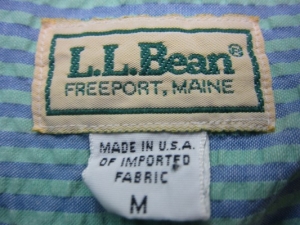 L.L.Bean®
FREEPORT, MAINE
MADE IN U.S.A.
OF IMPORTED
FABRIC
M